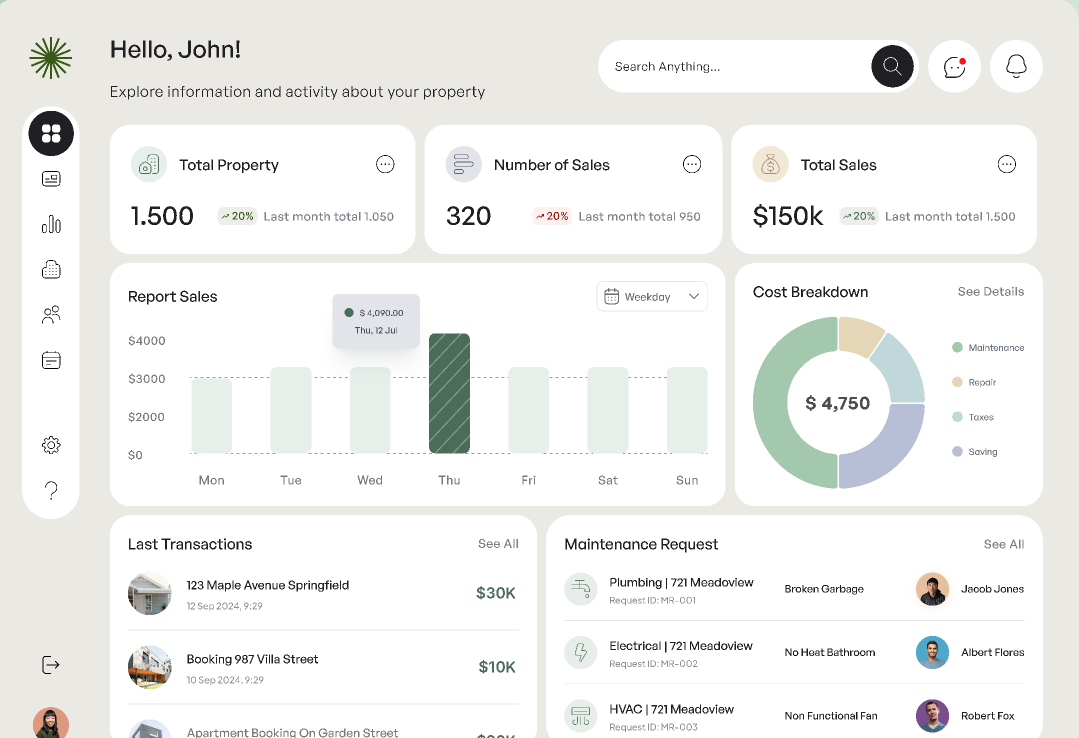 Hello, John!
Explore information and activity about your property
Search Anything...
Total Property
1.500
20%
Last month total 1.050
Number of Sales
320
20%
Last month total 950
Total Sales
$150k
20%
Last month total 1.500
Report Sales
Weekday
$ 4,090.00
Thu, 12 Jul
$4000
$3000
$2000
$0
Mon Tue Wed Thu Fri Sat Sun
Cost Breakdown
See Details
$ 4,750
Maintenance
Repair
Taxes
Saving
Last Transactions
See All
123 Maple Avenue Springfield
12 Sep 2024, 9:29
$30K
Booking 987 Villa Street
10 Sep 2024, 9:29
$10K
Apartment Booking On Garden Street
Maintenance Request
See All
Plumbing | 721 Meadoview
Request ID: MR-001
Broken Garbage
Jacob Jones
Electrical | 721 Meadoview
Request ID: MR-002
No Heat Bathroom
Albert Flores
HVAC | 721 Meadoview
Request ID: MR-003
Non Functional Fan
Robert Fox